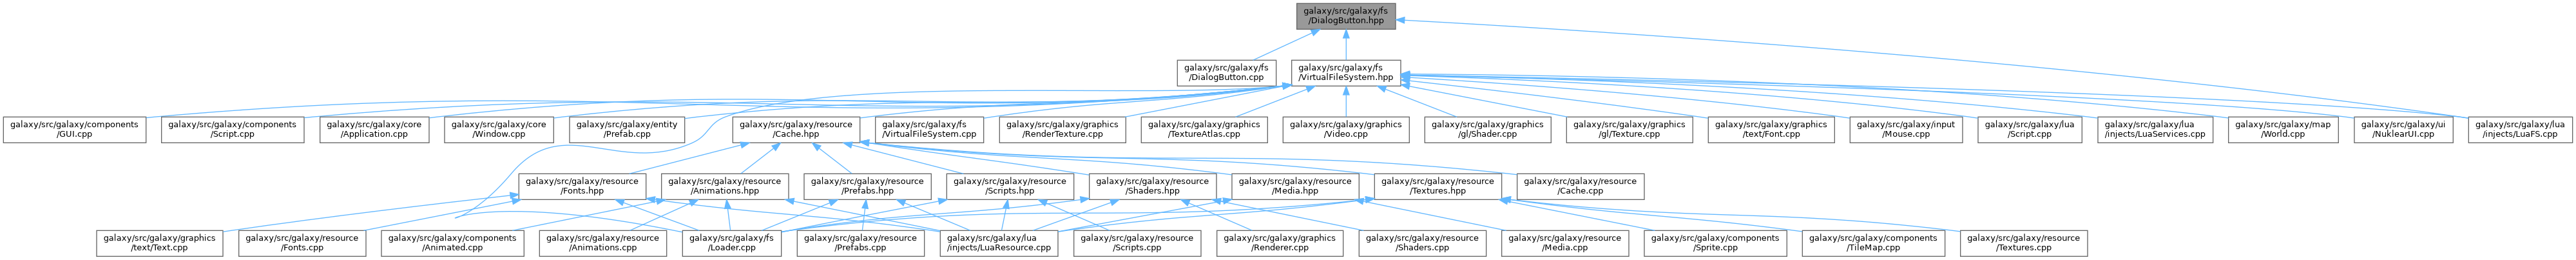 galaxy/src/galaxy/fs
/DialogButton.hpp
galaxy/src/galaxy/fs
/DialogButton.cpp
galaxy/src/galaxy/fs
/VirtualFileSystem.hpp
galaxy/src/galaxy/components
/GUI.cpp
galaxy/src/galaxy/components
/Script.cpp
galaxy/src/galaxy/core
/Application.cpp
galaxy/src/galaxy/core
/Window.cpp
galaxy/src/galaxy/entity
/Prefab.cpp
galaxy/src/galaxy/resource
/Cache.hpp
galaxy/src/galaxy/fs
/VirtualFileSystem.cpp
galaxy/src/galaxy/graphics
/RenderTexture.cpp
galaxy/src/galaxy/graphics
/TextureAtlas.cpp
galaxy/src/galaxy/graphics
/Video.cpp
galaxy/src/galaxy/graphics
/gl/Shader.cpp
galaxy/src/galaxy/graphics
/gl/Texture.cpp
galaxy/src/galaxy/graphics
/text/Font.cpp
galaxy/src/galaxy/input
/Mouse.cpp
galaxy/src/galaxy/lua
/Script.cpp
galaxy/src/galaxy/lua
/injects/LuaServices.cpp
galaxy/src/galaxy/map
/World.cpp
galaxy/src/galaxy/ui
/NuklearUI.cpp
galaxy/src/galaxy/lua
/injects/LuaFS.cpp
galaxy/src/galaxy/resource
/Fonts.hpp
galaxy/src/galaxy/resource
/Animations.hpp
galaxy/src/galaxy/resource
/Prefabs.hpp
galaxy/src/galaxy/resource
/Scripts.hpp
galaxy/src/galaxy/resource
/Shaders.hpp
galaxy/src/galaxy/resource
/Media.hpp
galaxy/src/galaxy/resource
/Textures.hpp
galaxy/src/galaxy/resource
/Cache.cpp
galaxy/src/galaxy/graphics
/text/Text.cpp
galaxy/src/galaxy/resource
/Fonts.cpp
galaxy/src/galaxy/components
/Animated.cpp
galaxy/src/galaxy/resource
/Animations.cpp
galaxy/src/galaxy/fs
/Loader.cpp
galaxy/src/galaxy/resource
/Prefabs.cpp
galaxy/src/galaxy/lua
/injects/LuaResource.cpp
galaxy/src/galaxy/resource
/Scripts.cpp
galaxy/src/galaxy/graphics
/Renderer.cpp
galaxy/src/galaxy/resource
/Shaders.cpp
galaxy/src/galaxy/resource
/Media.cpp
galaxy/src/galaxy/components
/Sprite.cpp
galaxy/src/galaxy/components
/TileMap.cpp
galaxy/src/galaxy/resource
/Textures.cpp